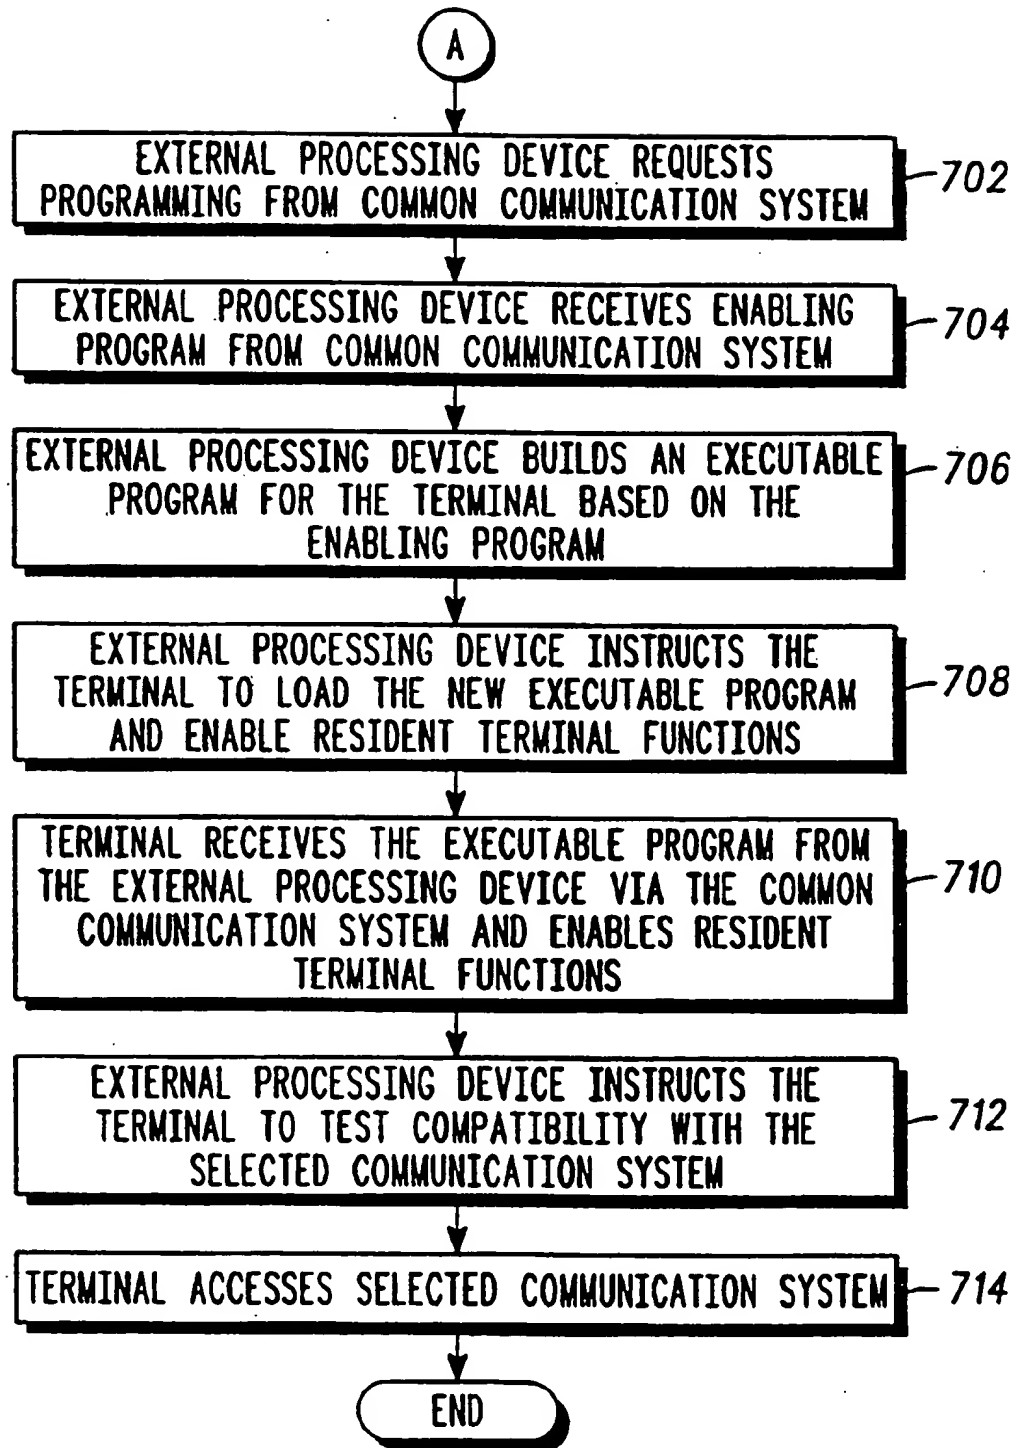 A
EXTERNAL PROCESSING DEVICE REQUESTS
PROGRAMMING FROM COMMON COMMUNICATION SYSTEM
702
EXTERNAL PROCESSING DEVICE RECEIVES ENABLING
PROGRAM FROM COMMON COMMUNICATION SYSTEM
704
EXTERNAL PROCESSING DEVICE BUILDS AN EXECUTABLE
PROGRAM FOR THE TERMINAL BASED ON THE
ENABLING PROGRAM
706
EXTERNAL PROCESSING DEVICE INSTRUCTS THE
TERMINAL TO LOAD THE NEW EXECUTABLE PROGRAM
AND ENABLE RESIDENT TERMINAL FUNCTIONS
708
TERMINAL RECEIVES THE EXECUTABLE PROGRAM FROM
THE EXTERNAL PROCESSING DEVICE VIA THE COMMON
COMMUNICATION SYSTEM AND ENABLES RESIDENT
TERMINAL FUNCTIONS
710
EXTERNAL PROCESSING DEVICE INSTRUCTS THE
TERMINAL TO TEST COMPATIBILITY WITH THE
SELECTED COMMUNICATION SYSTEM
712
TERMINAL ACCESSES SELECTED COMMUNICATION SYSTEM
714
END